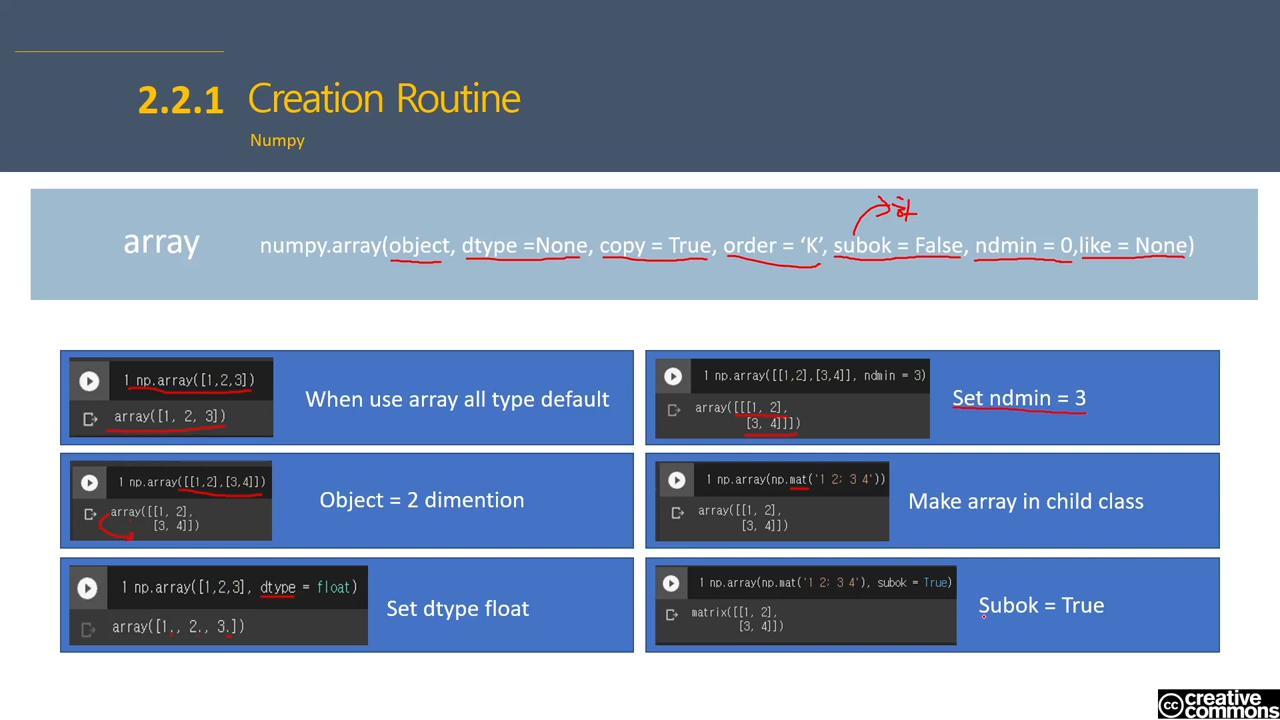 2.2.1 Creation Routine
Numpy
array numpy.array(object, dtype =None, copy = True, order = ‘K’, subok = False, ndmin = 0,like = None)
1 np.array([1,2,3])
array([1, 2, 3])
When use array all type default
1 np.array([[1,2],[3,4]], ndmin = 3)
array([[[1, 2],
[3, 4]]])
Set ndmin = 3
1 np.array([[1,2],[3,4]])
array([[1, 2],
[3, 4]])
Object = 2 dimention
1 np.array(np.mat('1 2; 3 4'))
array([[1, 2],
[3, 4]])
Make array in child class
1 np.array([1,2,3], dtype = float)
array([1., 2., 3.])
Set dtype float
1 np.array(np.mat('1 2; 3 4'), subok = True)
matrix([[1, 2],
[3, 4]])
Subok = True
cc creative
commons